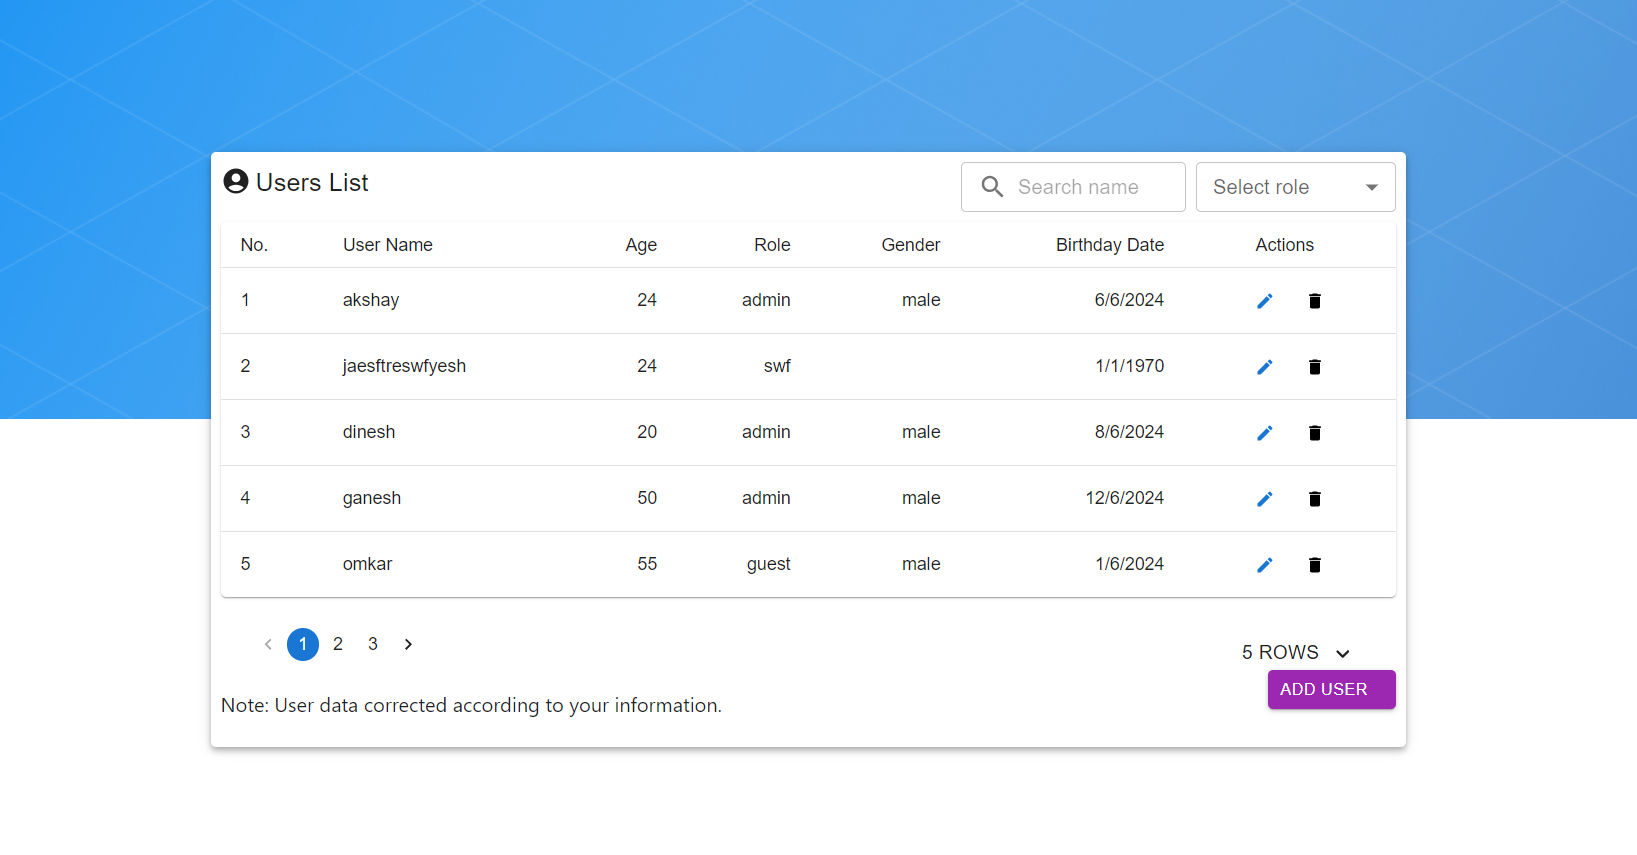 Users List
Search name
Select role
No. User Name Age Role Gender Birthday Date Actions
1 akshay 24 admin male 6/6/2024
2 jaesftreswfyesh 24 swf 1/1/1970
3 dinesh 20 admin male 8/6/2024
4 ganesh 50 admin male 12/6/2024
5 omkar 55 guest male 1/6/2024
1 2 3
5 ROWS
ADD USER
Note: User data corrected according to your information.